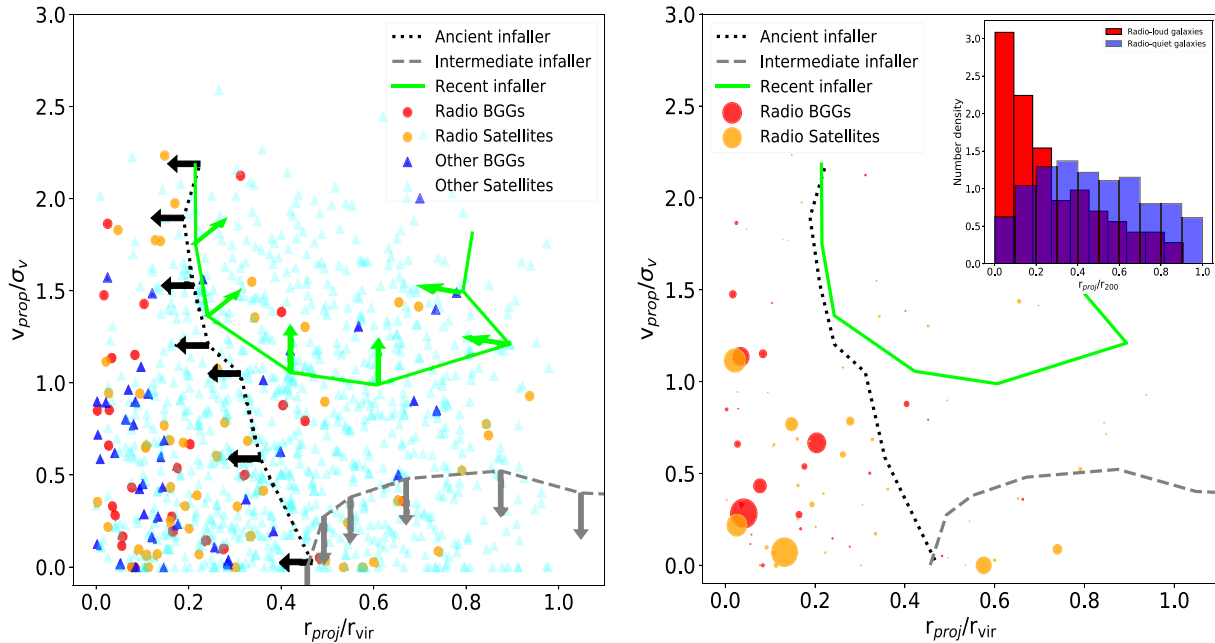 3.0
2.5
2.0
1.5
1.0
0.5
0.0
v_prop/σ_v
0.0 0.2 0.4 0.6 0.8 1.0
r_proj/r_vir
Ancient infaller
Intermediate infaller
Recent infaller
Radio BGGs
Radio Satellites
Other BGGs
Other Satellites
3.0
2.5
2.0
1.5
1.0
0.5
0.0
v_prop/σ_v
0.0 0.2 0.4 0.6 0.8 1.0
r_proj/r_vir
Ancient infaller
Intermediate infaller
Recent infaller
Radio BGGs
Radio Satellites
Radio-loud galaxies
Radio-quiet galaxies
3.0
2.5
2.0
1.5
1.0
0.5
0.0
Number density
0.0 0.2 0.4 0.6 0.8 1.0
r_proj/r_200